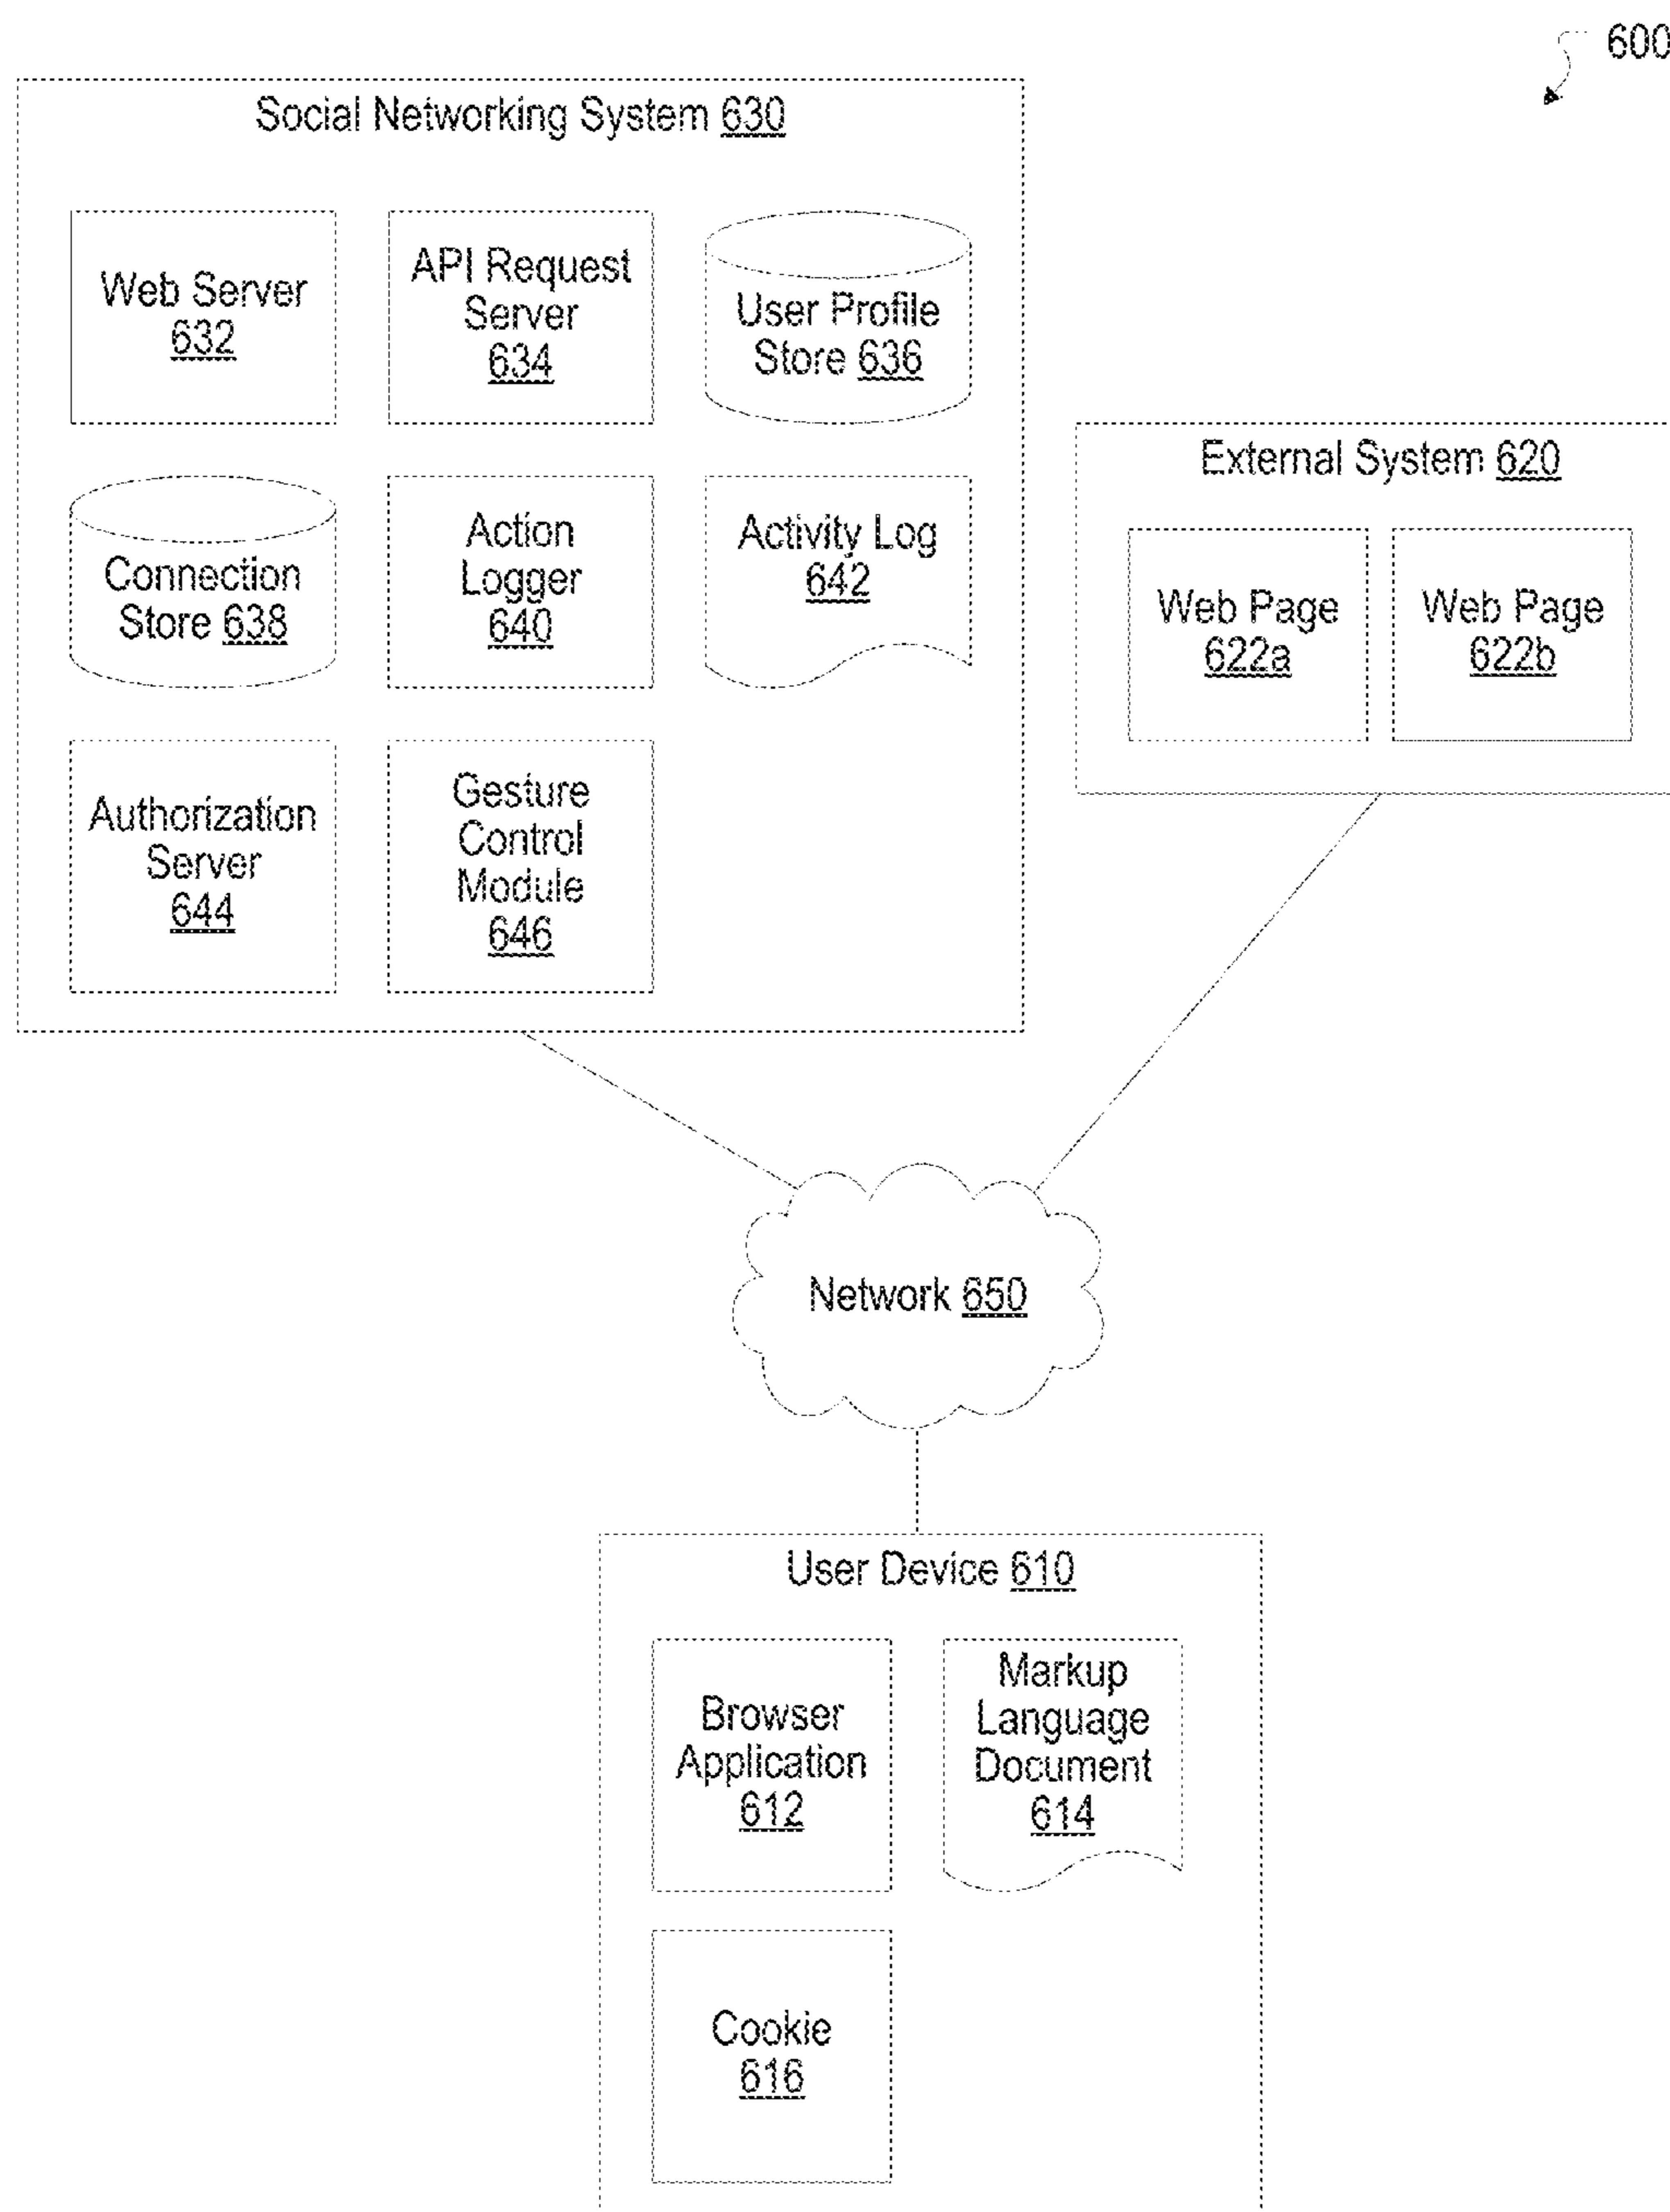 600
Social Networking System 630
Web Server
632
API Request
Server
634
User Profile
Store 636
Connection
Store 638
Action
Logger
640
Activity Log
642
Authorization
Server
644
Gesture
Control
Module
646
External System 620
Web Page
622a
Web Page
622b
Network 650
User Device 610
Browser
Application
612
Markup
Language
Document
614
Cookie
616